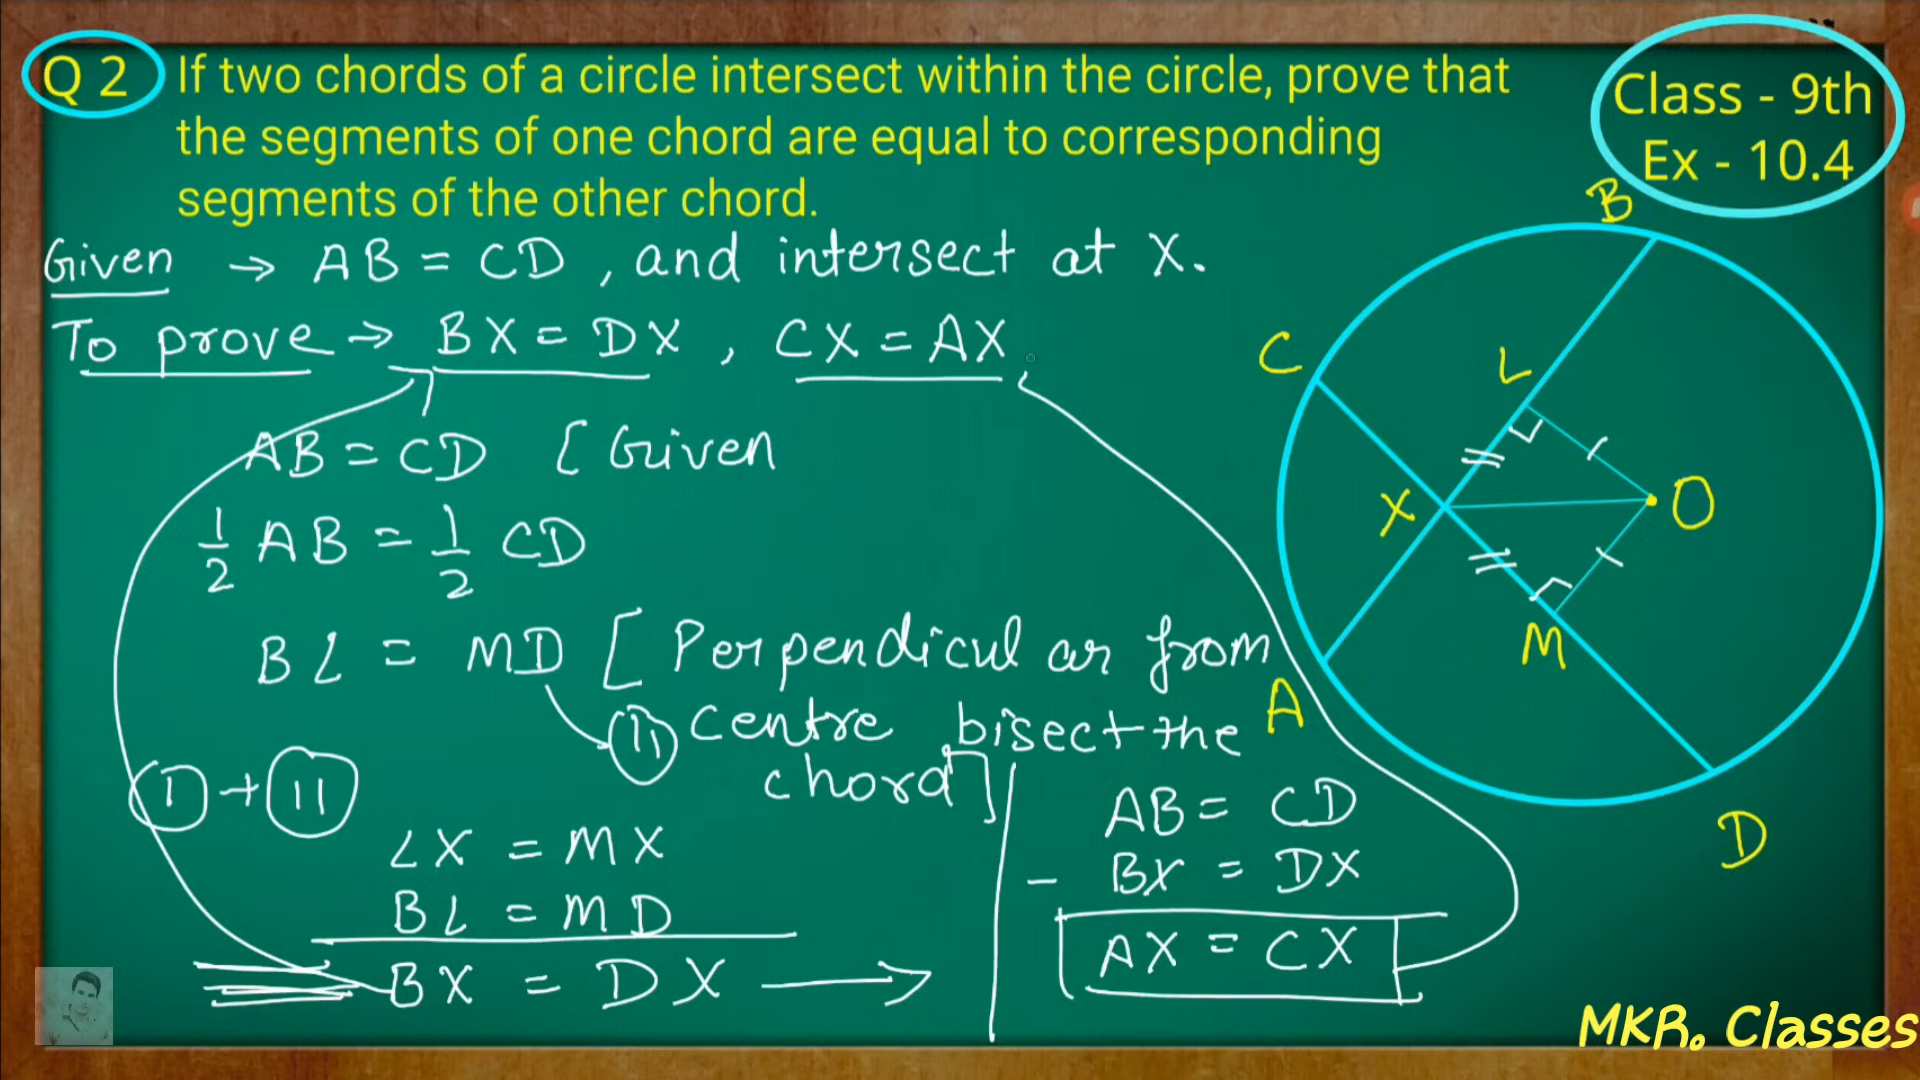 Q 2 If two chords of a circle intersect within the circle, prove that
the segments of one chord are equal to corresponding
segments of the other chord.
Class - 9th
Ex - 10.4
Given → AB = CD , and intersect at X.
To prove → BX = DX , CX = AX
AB = CD [ Given
1/2 AB = 1/2 CD
BL = MD [ Perpendicular from
(II) centre bisect the
chord]
(I) + (II)
LX = MX
BL = MD
BX = DX →
AB = CD
- BX = DX
AX = CX
B
C
L
X
O
M
A
D
MKR. Classes